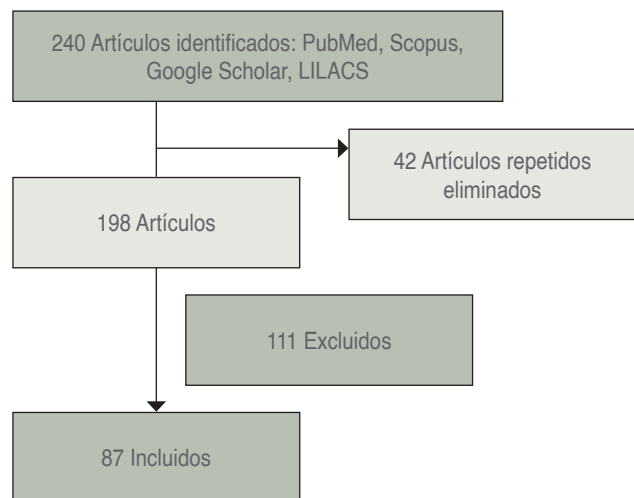 240 Artículos identificados: PubMed, Scopus,
Google Scholar, LILACS
42 Artículos repetidos
eliminados
198 Artículos
111 Excluidos
87 Incluidos